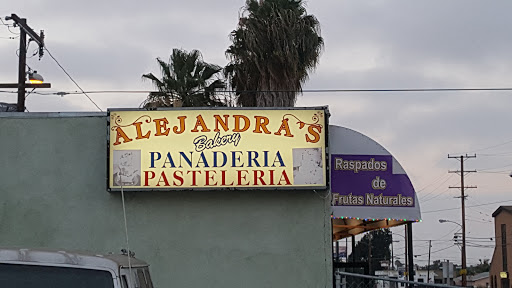 ALEJANDRA'S
Bakery
PANADERIA
PASTELERIA
Raspados
de
Frutas Naturales